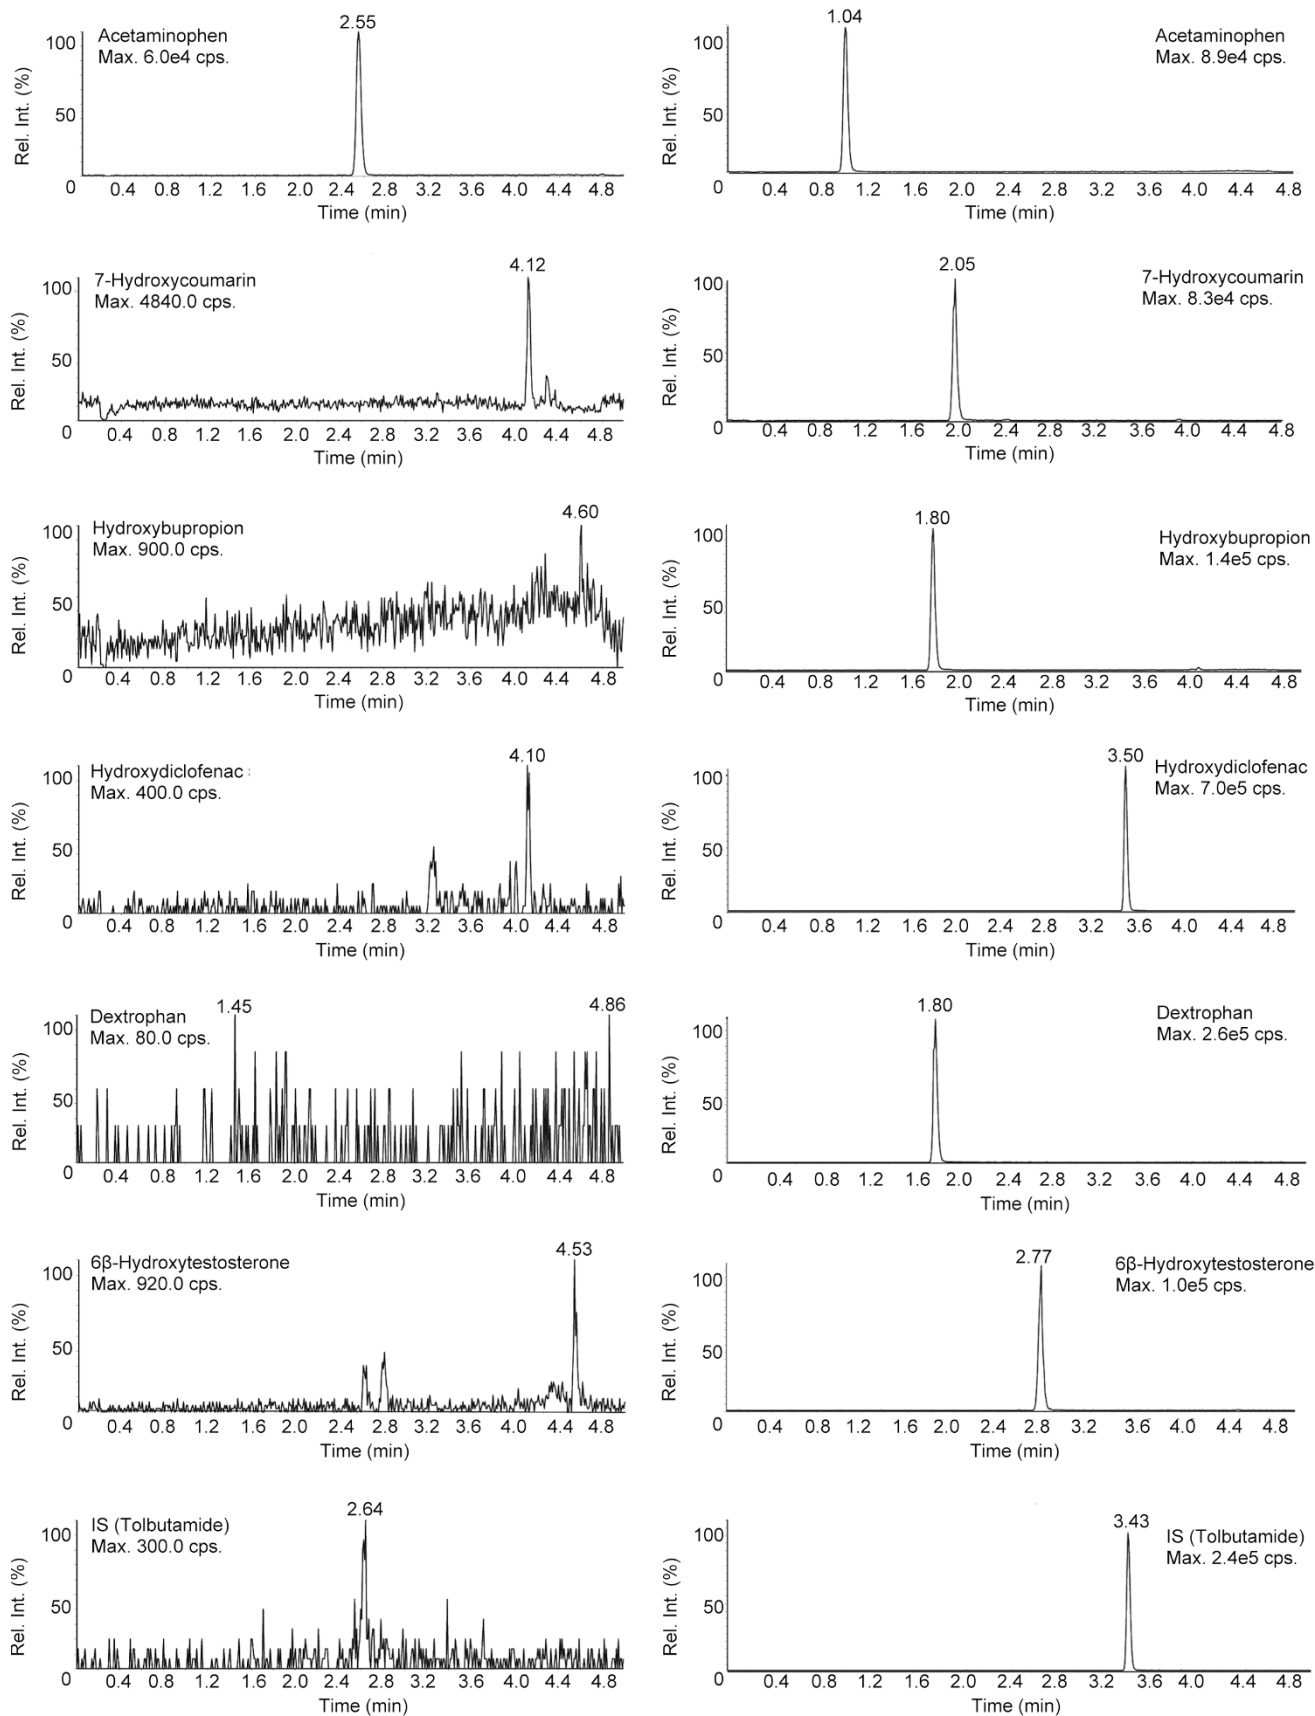 2.55
Acetaminophen
Max. 6.0e4 cps.
Rel. Int. (%)
100
50
0
0.4 0.8 1.2 1.6 2.0 2.4 2.8 3.2 3.6 4.0 4.4 4.8
Time (min)
1.04
Acetaminophen
Max. 8.9e4 cps.
Rel. Int. (%)
100
50
0
0.4 0.8 1.2 1.6 2.0 2.4 2.8 3.2 3.6 4.0 4.4 4.8
Time (min)
4.12
7-Hydroxycoumarin
Max. 4840.0 cps.
Rel. Int. (%)
100
50
0
0.4 0.8 1.2 1.6 2.0 2.4 2.8 3.2 3.6 4.0 4.4 4.8
Time (min)
2.05
7-Hydroxycoumarin
Max. 8.3e4 cps.
Rel. Int. (%)
100
50
0
0.4 0.8 1.2 1.6 2.0 2.4 2.8 3.2 3.6 4.0 4.4 4.8
Time (min)
4.60
Hydroxybupropion
Max. 900.0 cps.
Rel. Int. (%)
100
50
0
0.4 0.8 1.2 1.6 2.0 2.4 2.8 3.2 3.6 4.0 4.4 4.8
Time (min)
1.80
Hydroxybupropion
Max. 1.4e5 cps.
Rel. Int. (%)
100
50
0
0.4 0.8 1.2 1.6 2.0 2.4 2.8 3.2 3.6 4.0 4.4 4.8
Time (min)
4.10
Hydroxydiclofenac :
Max. 400.0 cps.
Rel. Int. (%)
100
50
0
0.4 0.8 1.2 1.6 2.0 2.4 2.8 3.2 3.6 4.0 4.4 4.8
Time (min)
3.50
Hydroxydiclofenac
Max. 7.0e5 cps.
Rel. Int. (%)
100
50
0
0.4 0.8 1.2 1.6 2.0 2.4 2.8 3.2 3.6 4.0 4.4 4.8
Time (min)
1.45
4.86
Dextrophan
Max. 80.0 cps.
Rel. Int. (%)
100
50
0
0.4 0.8 1.2 1.6 2.0 2.4 2.8 3.2 3.6 4.0 4.4 4.8
Time (min)
1.80
Dextrophan
Max. 2.6e5 cps.
Rel. Int. (%)
100
50
0
0.4 0.8 1.2 1.6 2.0 2.4 2.8 3.2 3.6 4.0 4.4 4.8
Time (min)
4.53
6β-Hydroxytestosterone
Max. 920.0 cps.
Rel. Int. (%)
100
50
0
0.4 0.8 1.2 1.6 2.0 2.4 2.8 3.2 3.6 4.0 4.4 4.8
Time (min)
2.77
6β-Hydroxytestosterone
Max. 1.0e5 cps.
Rel. Int. (%)
100
50
0
0.4 0.8 1.2 1.6 2.0 2.4 2.8 3.2 3.6 4.0 4.4 4.8
Time (min)
2.64
IS (Tolbutamide)
Max. 300.0 cps.
Rel. Int. (%)
100
50
0
0.4 0.8 1.2 1.6 2.0 2.4 2.8 3.2 3.6 4.0 4.4 4.8
Time (min)
3.43
IS (Tolbutamide)
Max. 2.4e5 cps.
Rel. Int. (%)
100
50
0
0.4 0.8 1.2 1.6 2.0 2.4 2.8 3.2 3.6 4.0 4.4 4.8
Time (min)